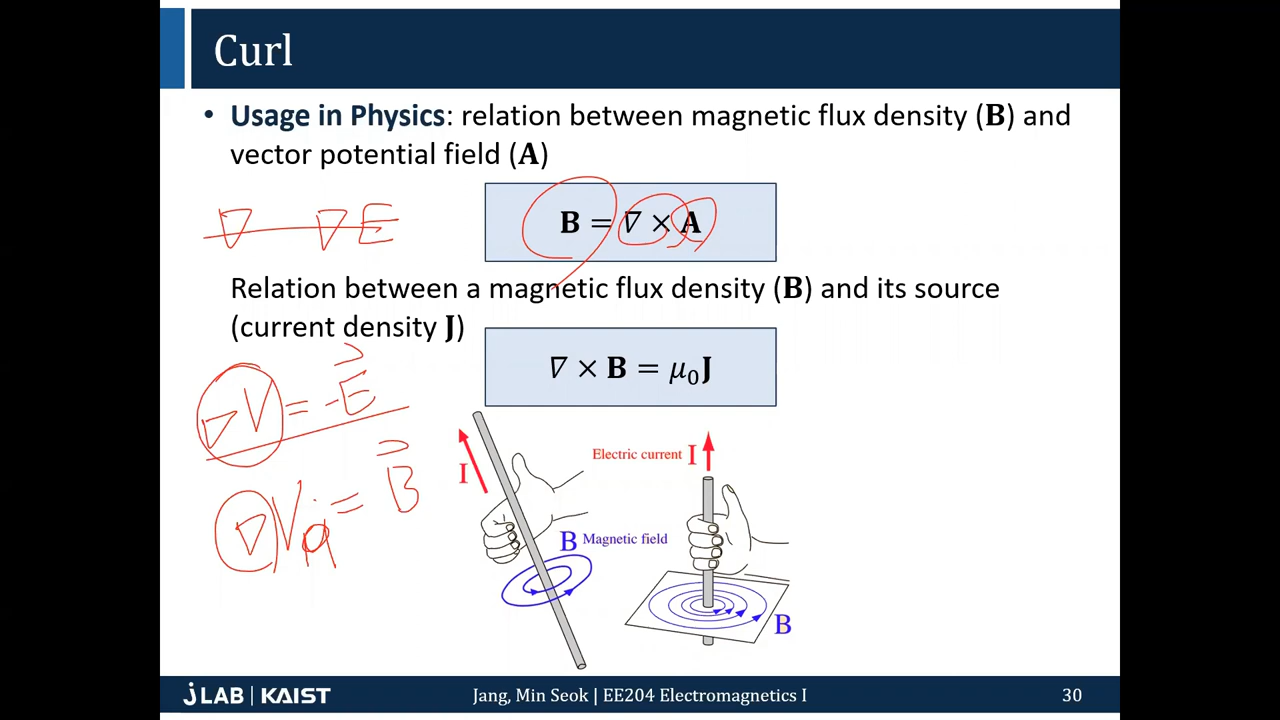 Curl
• Usage in Physics: relation between magnetic flux density (B) and
vector potential field (A)
B = ∇ × A
∇ ∇E
Relation between a magnetic flux density (B) and its source
(current density J)
∇ × B = μ₀J
∇V = -E⃗
I
Electric current I
= B⃗
B Magnetic field
B
jLAB | KAIST
Jang, Min Seok | EE204 Electromagnetics I
30